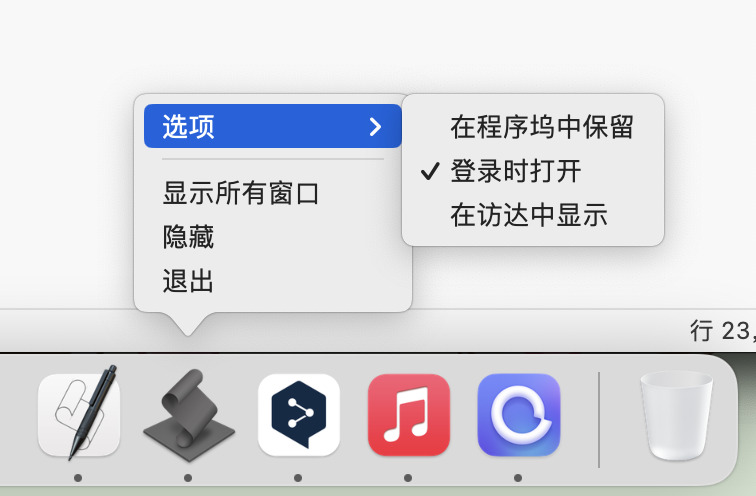 选项
显示所有窗口
隐藏
退出
在程序坞中保留
登录时打开
在访达中显示
行 23,